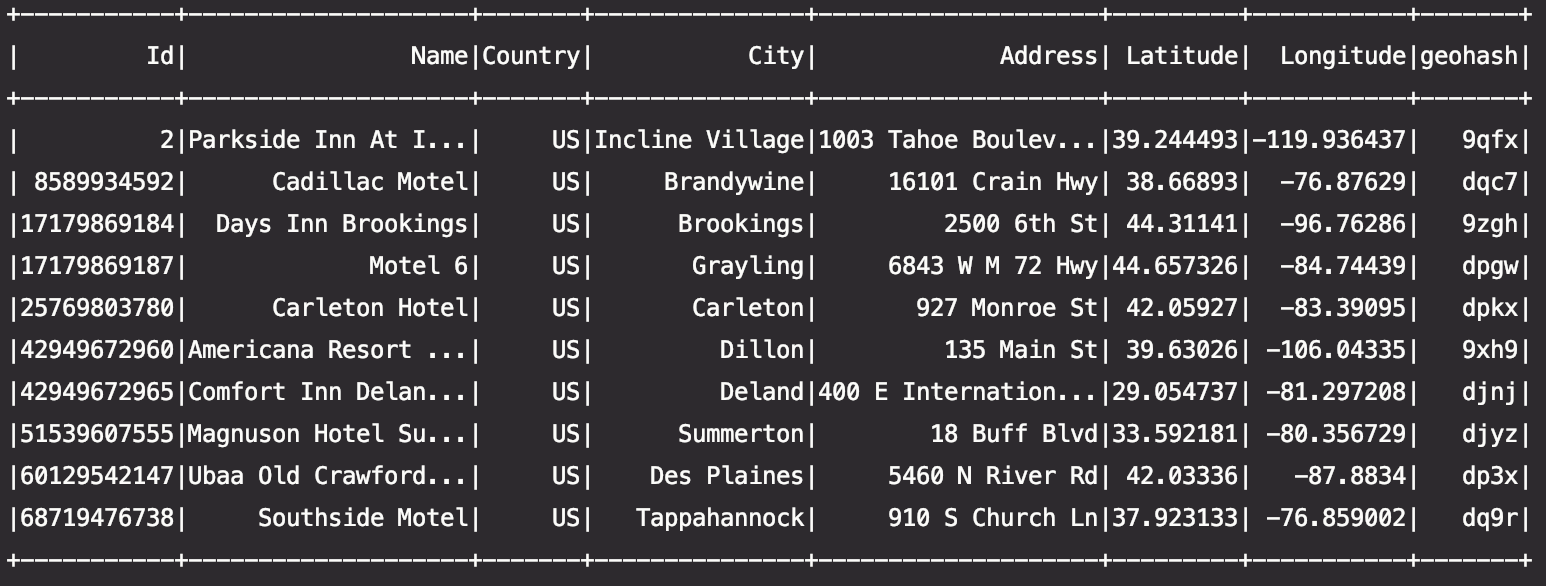 +-----------+--------------------+-------+---------------+--------------------+---------+-----------+-------+
|         Id|                Name|Country|           City|             Address| Latitude|  Longitude|geohash|
+-----------+--------------------+-------+---------------+--------------------+---------+-----------+-------+
|          2|Parkside Inn At I...|     US|Incline Village|1003 Tahoe Boulev...|39.244493|-119.936437|   9qfx|
| 8589934592|      Cadillac Motel|     US|     Brandywine|     16101 Crain Hwy| 38.66893|  -76.87629|   dqc7|
|17179869184|  Days Inn Brookings|     US|      Brookings|         2500 6th St| 44.31141|  -96.76286|   9zgh|
|17179869187|             Motel 6|     US|       Grayling|     6843 W M 72 Hwy|44.657326|  -84.74439|   dpgw|
|25769803780|      Carleton Hotel|     US|       Carleton|       927 Monroe St| 42.05927|  -83.39095|   dpkx|
|42949672960|Americana Resort ...|     US|         Dillon|         135 Main St| 39.63026| -106.04335|   9xh9|
|42949672965|Comfort Inn Delan...|     US|         Deland|400 E Internation...|29.054737| -81.297208|   djnj|
|51539607555|Magnuson Hotel Su...|     US|      Summerton|        18 Buff Blvd|33.592181| -80.356729|   djyz|
|60129542147|Ubaa Old Crawford...|     US|    Des Plaines|     5460 N River Rd| 42.03336|   -87.8834|   dp3x|
|68719476738|     Southside Motel|     US|   Tappahannock|     910 S Church Ln|37.923133| -76.859002|   dq9r|
+-----------+--------------------+-------+---------------+--------------------+---------+-----------+-------+